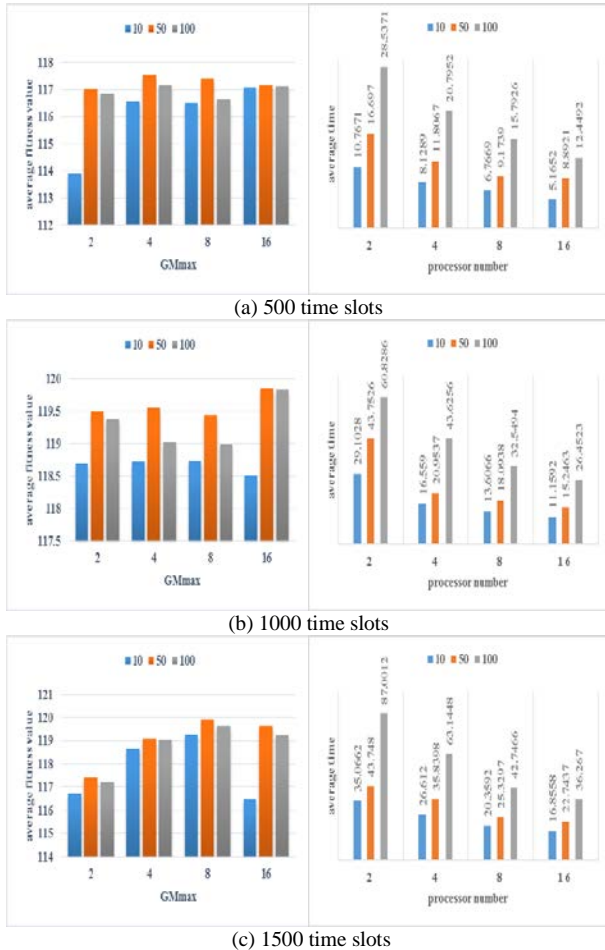 10 50 100
118
117
116
115
114
113
112
average fitness value
2 4 8 16
GMmax
10 50 100
average time
10.7671 16.697 28.5371
8.1289 11.8067 20.7952
6.7669 9.1739 15.7926
5.1652 8.8921 12.4492
2 4 8 16
processor number
(a) 500 time slots
10 50 100
120
119.5
119
118.5
118
117.5
average fitness value
2 4 8 16
GMmax
10 50 100
average time
29.1028 43.7526 60.8286
16.559 20.9537 43.6256
13.6066 18.0938 32.5494
11.1592 15.2463 26.4523
2 4 8 16
processor number
(b) 1000 time slots
10 50 100
121
120
119
118
117
116
115
114
average fitness value
2 4 8 16
GMmax
10 50 100
average time
35.0662 43.748 87.0012
26.612 35.8398 63.1448
20.3592 25.3297 42.7466
16.8558 22.7437 36.267
2 4 8 16
processor number
(c) 1500 time slots